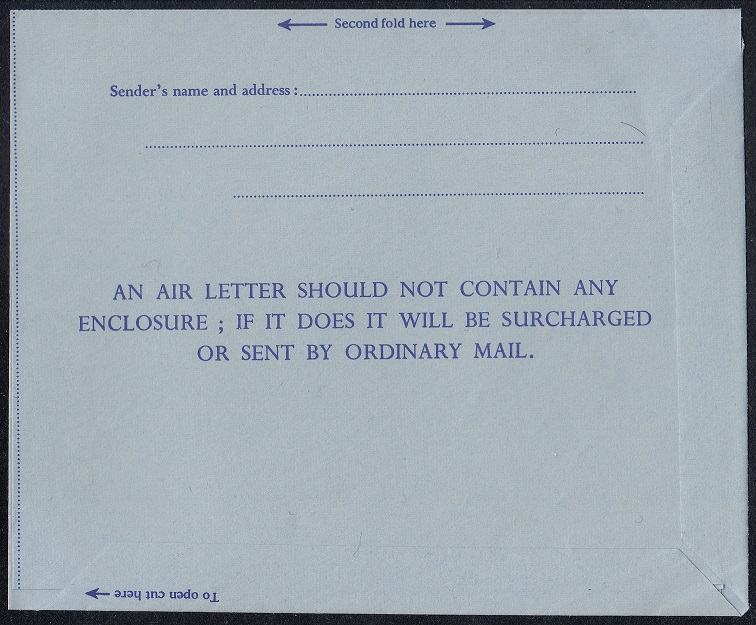 Second fold here
Sender's name and address :
AN AIR LETTER SHOULD NOT CONTAIN ANY
ENCLOSURE ; IF IT DOES IT WILL BE SURCHARGED
OR SENT BY ORDINARY MAIL.
To open cut here